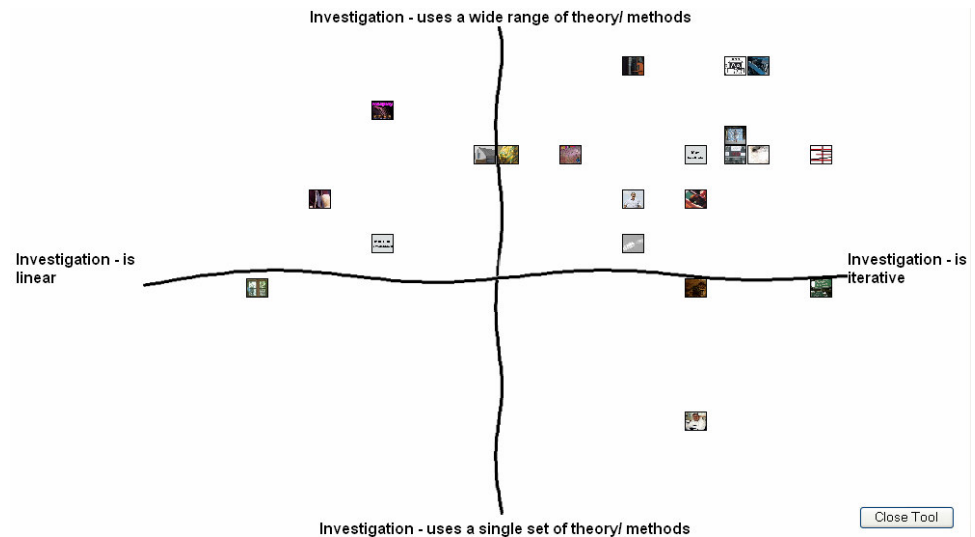 Investigation - uses a wide range of theory/ methods
Investigation - is
linear
Investigation - is
iterative
Investigation - uses a single set of theory/ methods
Close Tool